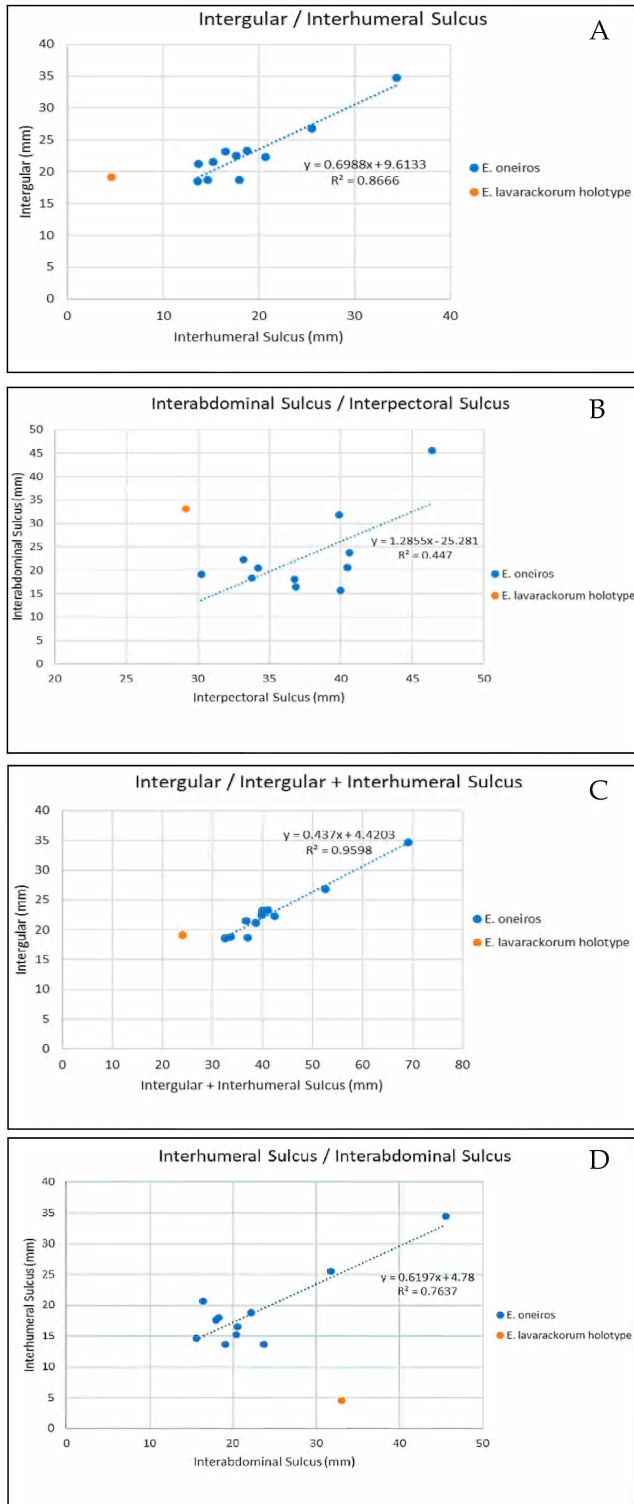 Intergular / Interhumeral Sulcus
A
40
35
30
25
20
15
10
5
0
Intergular (mm)
y = 0.6988x + 9.6133
R² = 0.8666
E. oneiros
E. lavarackorum holotype
0 10 20 30 40
Interhumeral Sulcus (mm)
Interabdominal Sulcus / Interpectoral Sulcus
B
50
45
40
35
30
25
20
15
10
5
0
Interabdominal Sulcus (mm)
y = 1.2855x - 25.281
R² = 0.447
E. oneiros
E. lavarackorum holotype
20 25 30 35 40 45 50
Interpectoral Sulcus (mm)
Intergular / Intergular + Interhumeral Sulcus
C
40
35
30
25
20
15
10
5
0
Intergular (mm)
y = 0.437x + 4.4203
R² = 0.9598
E. oneiros
E. lavarackorum holotype
0 10 20 30 40 50 60 70 80
Intergular + Interhumeral Sulcus (mm)
Interhumeral Sulcus / Interabdominal Sulcus
D
40
35
30
25
20
15
10
5
0
Interhumeral Sulcus (mm)
y = 0.6197x + 4.78
R² = 0.7637
E. oneiros
E. lavarackorum holotype
0 10 20 30 40 50
Interabdominal Sulcus (mm)